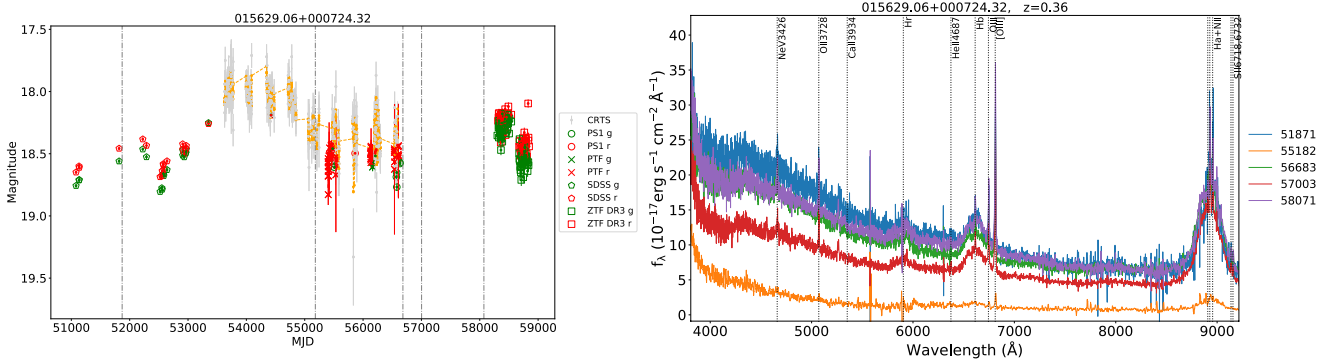 015629.06+000724.32
17.5
18.0
18.5
19.0
19.5
Magnitude
51000 52000 53000 54000 55000 56000 57000 58000 59000
MJD
CRTS
PS1 g
PS1 r
PTF g
PTF r
SDSS g
SDSS r
ZTF DR3 g
ZTF DR3 r
015629.06+000724.32, z=0.36
40
35
30
25
20
15
10
5
0
fλ (10⁻¹⁷erg s⁻¹ cm⁻² Å⁻¹)
NeV3426
OII3728
CaII3934
Hr
HeII4687
Hb
OIII
[OIII]
Ha+NII
SII6718,6732
4000 5000 6000 7000 8000 9000
Wavelength (Å)
51871
55182
56683
57003
58071